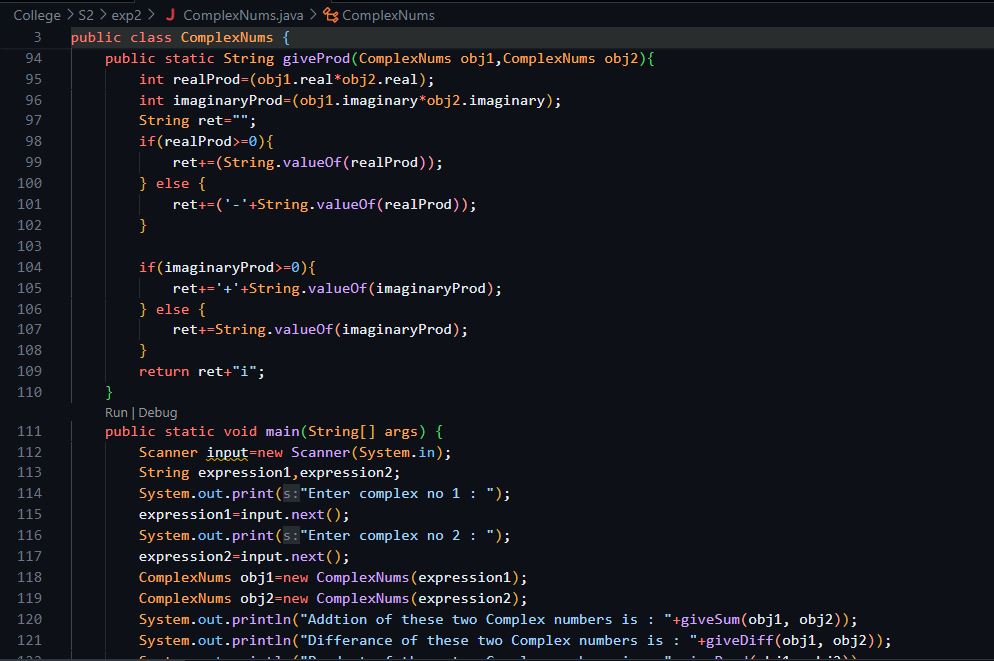 College > S2 > exp2 > J ComplexNums.java > ComplexNums
3 public class ComplexNums {
94 public static String giveProd(ComplexNums obj1,ComplexNums obj2){
95 int realProd=(obj1.real*obj2.real);
96 int imaginaryProd=(obj1.imaginary*obj2.imaginary);
97 String ret="";
98 if(realProd>=0){
99 ret+=(String.valueOf(realProd));
100 } else {
101 ret+=('-'+String.valueOf(realProd));
102 }
103
104 if(imaginaryProd>=0){
105 ret+='+'+String.valueOf(imaginaryProd);
106 } else {
107 ret+=String.valueOf(imaginaryProd);
108 }
109 return ret+"i";
110 }
Run | Debug
111 public static void main(String[] args) {
112 Scanner input=new Scanner(System.in);
113 String expression1,expression2;
114 System.out.print(s:"Enter complex no 1 : ");
115 expression1=input.next();
116 System.out.print(s:"Enter complex no 2 : ");
117 expression2=input.next();
118 ComplexNums obj1=new ComplexNums(expression1);
119 ComplexNums obj2=new ComplexNums(expression2);
120 System.out.println("Addtion of these two Complex numbers is : "+giveSum(obj1, obj2));
121 System.out.println("Differance of these two Complex numbers is : "+giveDiff(obj1, obj2));